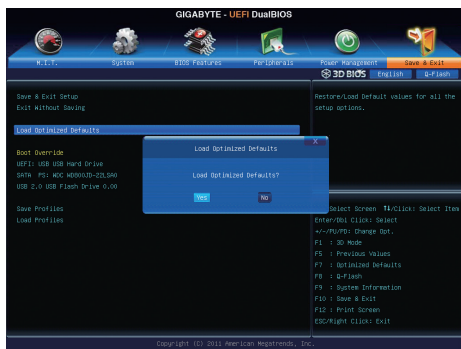 GIGABYTE - UEFI DualBIOS
M.I.T.
System
BIOS Features
Peripherals
Power Management
Save & Exit
3D BIOS
English
Q-Flash
Save & Exit Setup
Exit Without Saving
Load Optimized Defaults
Boot Override
UEFI: USB USB Hard Drive
SATA PS: WDC WD800JD-22LSA0
USB 2.0 USB Flash Drive 0.00
Save Profiles
Load Profiles
Load Optimized Defaults
X
Load Optimized Defaults?
Yes
No
Restore/Load Default values for all the
setup options.
Select Screen ↑↓/Click: Select Item
Enter/Dbl Click: Select
+/-/PU/PD: Change Opt.
F1 : 3D Mode
F5 : Previous Values
F7 : Optimized Defaults
F8 : Q-Flash
F9 : System Information
F10 : Save & Exit
F12 : Print Screen
ESC/Right Click: Exit
Copyright (C) 2011 American Megatrends, Inc.